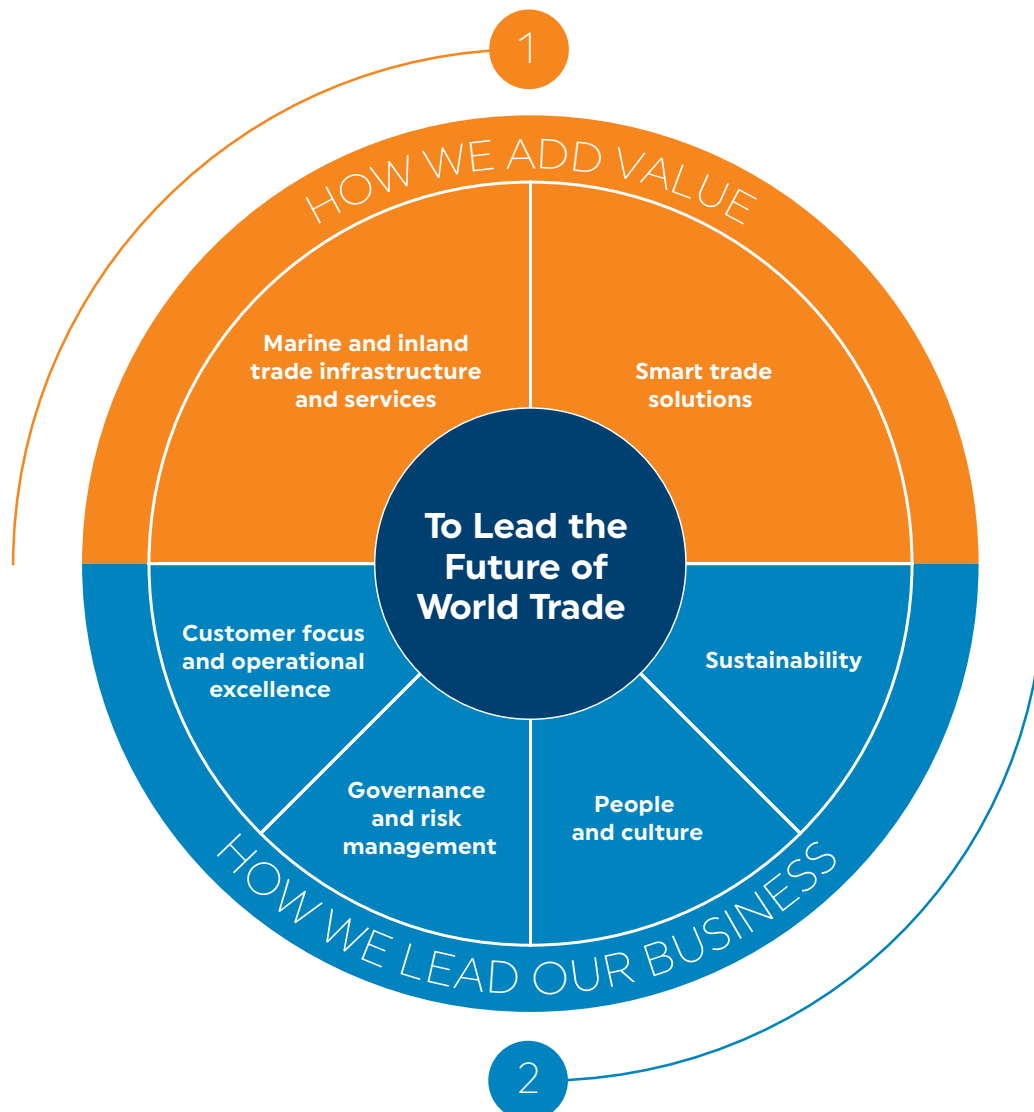 1
HOW WE ADD VALUE
Marine and inland
trade infrastructure
and services
Smart trade
solutions
To Lead the
Future of
World Trade
Customer focus
and operational
excellence
Sustainability
Governance
and risk
management
People
and culture
HOW WE LEAD OUR BUSINESS
2